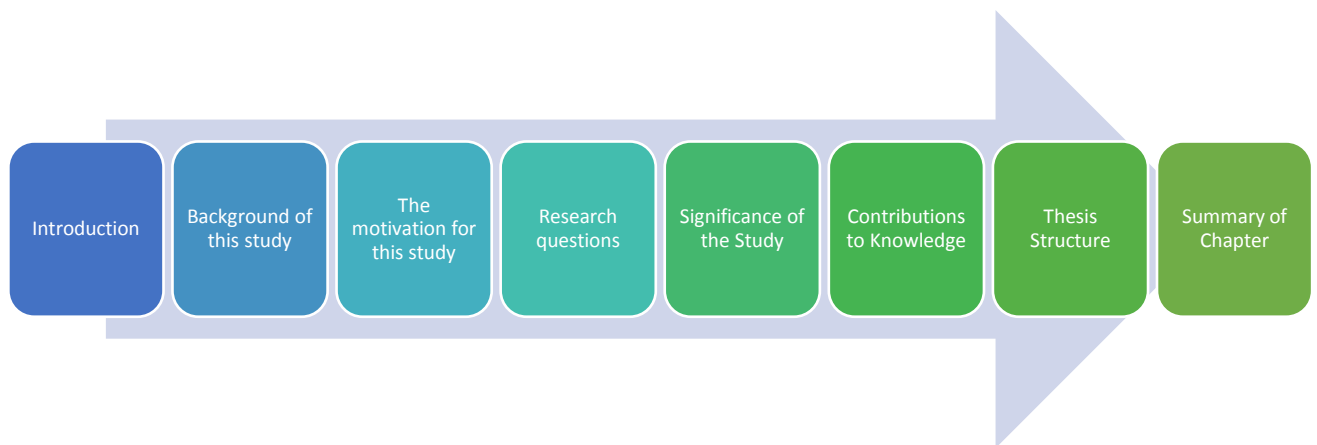 Introduction
Background of
this study
The
motivation for
this study
Research
questions
Significance of
the Study
Contributions
to Knowledge
Thesis
Structure
Summary of
Chapter